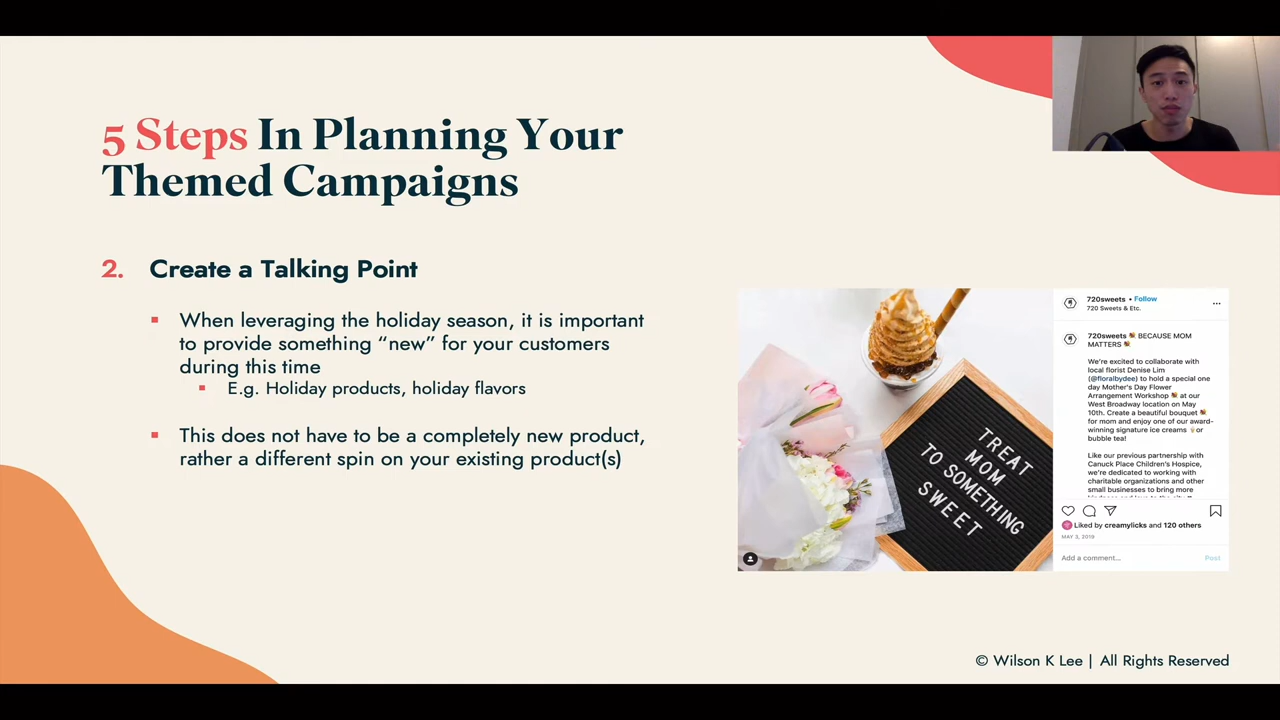 5 Steps In Planning Your
Themed Campaigns
2. Create a Talking Point
When leveraging the holiday season, it is important
to provide something “new” for your customers
during this time
E.g. Holiday products, holiday flavors
This does not have to be a completely new product,
rather a different spin on your existing product(s)
TREAT
MOM
TO SOMETHING
SWEET
720sweets • Follow
720 Sweets & Etc.
720sweets 💐 BECAUSE MOM
MATTERS 💐
We're excited to collaborate with
local florist Denise Lim
(@floralbydee) to hold a special one
day Mother's Day Flower
Arrangement Workshop 💐 at our
West Broadway location on May
10th. Create a beautiful bouquet 💐
for mom and enjoy one of our award-
winning signature ice creams 🍦or
bubble tea!
Like our previous partnership with
Canuck Place Children's Hospice,
we're dedicated to working with
charitable organizations and other
small businesses to bring more
Liked by creamylicks and 120 others
MAY 3, 2019
Add a comment... Post
© Wilson K Lee | All Rights Reserved